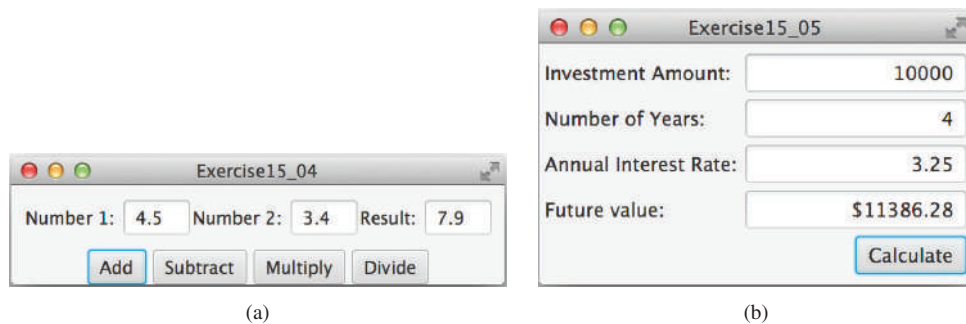 Exercise15_04
Number 1: 4.5 Number 2: 3.4 Result: 7.9
Add Subtract Multiply Divide
(a)
Exercise15_05
Investment Amount: 10000
Number of Years: 4
Annual Interest Rate: 3.25
Future value: $11386.28
Calculate
(b)